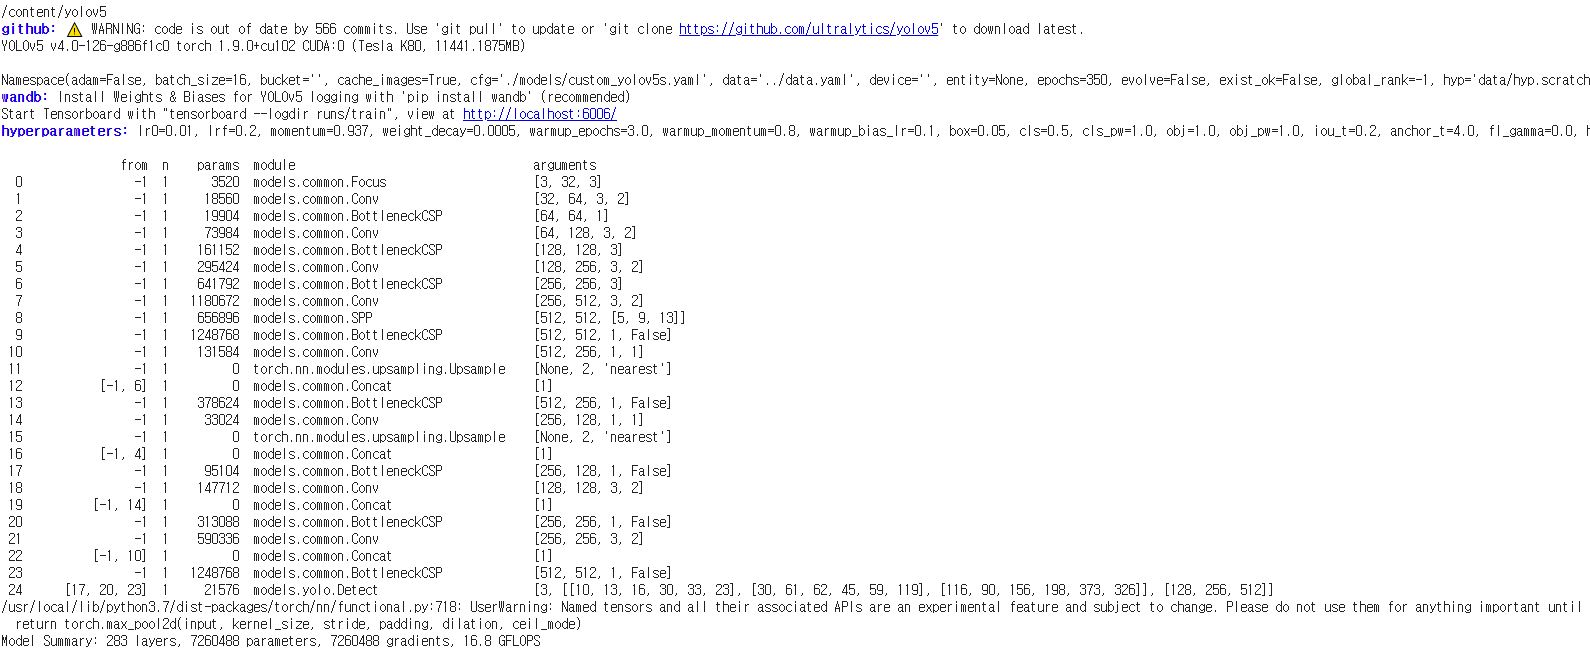 /content/yolov5
github: ⚠ WARNING: code is out of date by 566 commits. Use 'git pull' to update or 'git clone https://github.com/ultralytics/yolov5' to download latest.
YOLOv5 v4.0-126-g886f1c0 torch 1.9.0+cu102 CUDA:0 (Tesla K80, 11441.1875MB)
Namespace(adam=False, batch_size=16, bucket='', cache_images=True, cfg='./models/custom_yolov5s.yaml', data='../data.yaml', device='', entity=None, epochs=350, evolve=False, exist_ok=False, global_rank=-1, hyp='data/hyp.scratch
wandb: Install Weights & Biases for YOLOv5 logging with 'pip install wandb' (recommended)
Start Tensorboard with "tensorboard --logdir runs/train", view at http://localhost:6006/
hyperparameters: lr0=0.01, lrf=0.2, momentum=0.937, weight_decay=0.0005, warmup_epochs=3.0, warmup_momentum=0.8, warmup_bias_lr=0.1, box=0.05, cls=0.5, cls_pw=1.0, obj=1.0, obj_pw=1.0, iou_t=0.2, anchor_t=4.0, fl_gamma=0.0, h
from n params module arguments
0 -1 1 3520 models.common.Focus [3, 32, 3]
1 -1 1 18560 models.common.Conv [32, 64, 3, 2]
2 -1 1 19904 models.common.BottleneckCSP [64, 64, 1]
3 -1 1 73984 models.common.Conv [64, 128, 3, 2]
4 -1 1 161152 models.common.BottleneckCSP [128, 128, 3]
5 -1 1 295424 models.common.Conv [128, 256, 3, 2]
6 -1 1 641792 models.common.BottleneckCSP [256, 256, 3]
7 -1 1 1180672 models.common.Conv [256, 512, 3, 2]
8 -1 1 656896 models.common.SPP [512, 512, [5, 9, 13]]
9 -1 1 1248768 models.common.BottleneckCSP [512, 512, 1, False]
10 -1 1 131584 models.common.Conv [512, 256, 1, 1]
11 -1 1 0 torch.nn.modules.upsampling.Upsample [None, 2, 'nearest']
12 [-1, 6] 1 0 models.common.Concat [1]
13 -1 1 378624 models.common.BottleneckCSP [512, 256, 1, False]
14 -1 1 33024 models.common.Conv [256, 128, 1, 1]
15 -1 1 0 torch.nn.modules.upsampling.Upsample [None, 2, 'nearest']
16 [-1, 4] 1 0 models.common.Concat [1]
17 -1 1 95104 models.common.BottleneckCSP [256, 128, 1, False]
18 -1 1 147712 models.common.Conv [128, 128, 3, 2]
19 [-1, 14] 1 0 models.common.Concat [1]
20 -1 1 313088 models.common.BottleneckCSP [256, 256, 1, False]
21 -1 1 590336 models.common.Conv [256, 256, 3, 2]
22 [-1, 10] 1 0 models.common.Concat [1]
23 -1 1 1248768 models.common.BottleneckCSP [512, 512, 1, False]
24 [17, 20, 23] 1 21576 models.yolo.Detect [3, [[10, 13, 16, 30, 33, 23], [30, 61, 62, 45, 59, 119], [116, 90, 156, 198, 373, 326]], [128, 256, 512]]
/usr/local/lib/python3.7/dist-packages/torch/nn/functional.py:718: UserWarning: Named tensors and all their associated APIs are an experimental feature and subject to change. Please do not use them for anything important until
return torch.max_pool2d(input, kernel_size, stride, padding, dilation, ceil_mode)
Model Summary: 283 layers, 7260488 parameters, 7260488 gradients, 16.8 GFLOPS